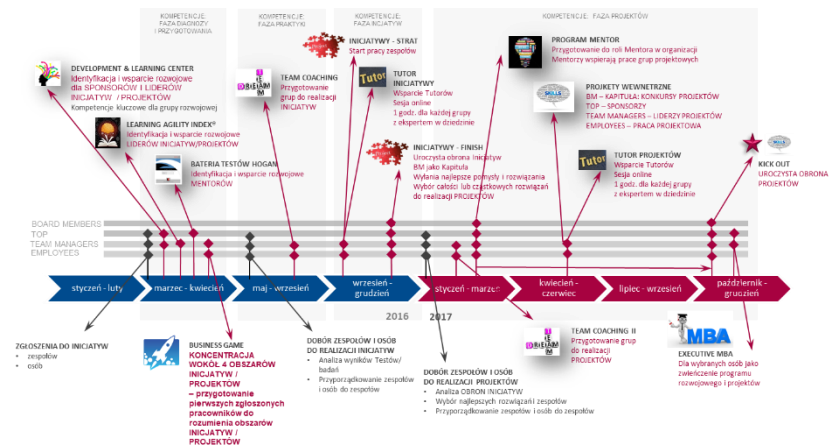 KOMPETENCJE:
FAZA DIAGNOZY
I PRZYGOTOWANIA
KOMPETENCJE:
FAZA PRAKTYKI
KOMPETENCJE:
FAZA INICJATYW
KOMPETENCJE: FAZA PROJEKTÓW
DEVELOPMENT & LEARNING CENTER
Identyfikacja i wsparcie rozwojowe
dla SPONSORÓW I LIDERÓW
INICJATYW / PROJEKTÓW
Kompetencje kluczowe dla grupy rozwojowej
LEARNING AGILITY INDEX®
Identyfikacja i wsparcie rozwojowe
LIDERÓW INICJATYW/PROJEKTÓW
BATERIA TESTÓW HOGAN
Identyfikacja i wsparcie rozwojowe
MENTORÓW
TEAM COACHING
Przygotowanie
grup do realizacji
INICJATYW
INICJATYWY - STRAT
Start pracy zespołów
Tutor
TUTOR
INICJATYWY
Wsparcie Tutorów
Sesja online
1 godz. dla każdej grupy
z ekspertem w dziedzinie
INICJATYWY - FINISH
Uroczysta obrona Inicjatyw
BM jako Kapituła
Wyłania najlepsze pomysły i rozwiązania
Wybór całości lub cząstkowych rozwiązań
do realizacji PROJEKTÓW
PROGRAM MENTOR
Przygotowanie do roli Mentora w organizacji
Mentorzy wspierają prace grup projektowych
SKILLS
PROJKETY WEWNĘTRZNE
BM – KAPITUŁA: KONKURSY PROJEKTÓW
TOP – SPONSORZY
TEAM MANAGERS – LIDERZY PROJEKTÓW
EMPLOYEES – PRACA PROJEKTOWA
Tutor
TUTOR PROJEKTÓW
Wsparcie Tutorów
Sesja online
1 godz. dla każdej grupy
z ekspertem w dziedzinie
KICK OUT
UROCZYSTA OBRONA
PROJEKTÓW
BOARD MEMBERS
TOP
TEAM MANAGERS
EMPLOYEES
styczeń - luty
marzec - kwiecień
maj - wrzesień
wrzesień -
grudzień
styczeń - marzec
kwiecień -
czerwiec
lipiec - wrzesień
październik -
grudzień
2016
2017
ZGŁOSZENIA DO INICJATYW
• zespołów
• osób
BUSINESS GAME
KONCENTRACJA
WOKÓŁ 4 OBSZARÓW
INICJATYW /
PROJEKTÓW
– przygotowanie
pierwszych zgłoszonych
pracowników do
rozumienia obszarów
INICJATYW /
PROJEKTÓW
DOBÓR ZESPOŁÓW I OSÓB
DO REALIZACJI INICJATYW
• Analiza wyników Testów/
badań
• Przyporządkowanie zespołów
i osób do zespołów
DOBÓR ZESPOŁÓW I OSÓB
DO REALIZACJI PROJEKTÓW
• Analiza OBRON INICJATYW
• Wybór najlepszych rozwiązań zespołów
• Przyporządkowanie zespołów i osób do zespołów
TEAM COACHING II
Przygotowanie grup
do realizacji
PROJEKTÓW
MBA
EXECUTIVE MBA
Dla wybranych osób jako
zwieńczenie programu
rozwojowego i projektów